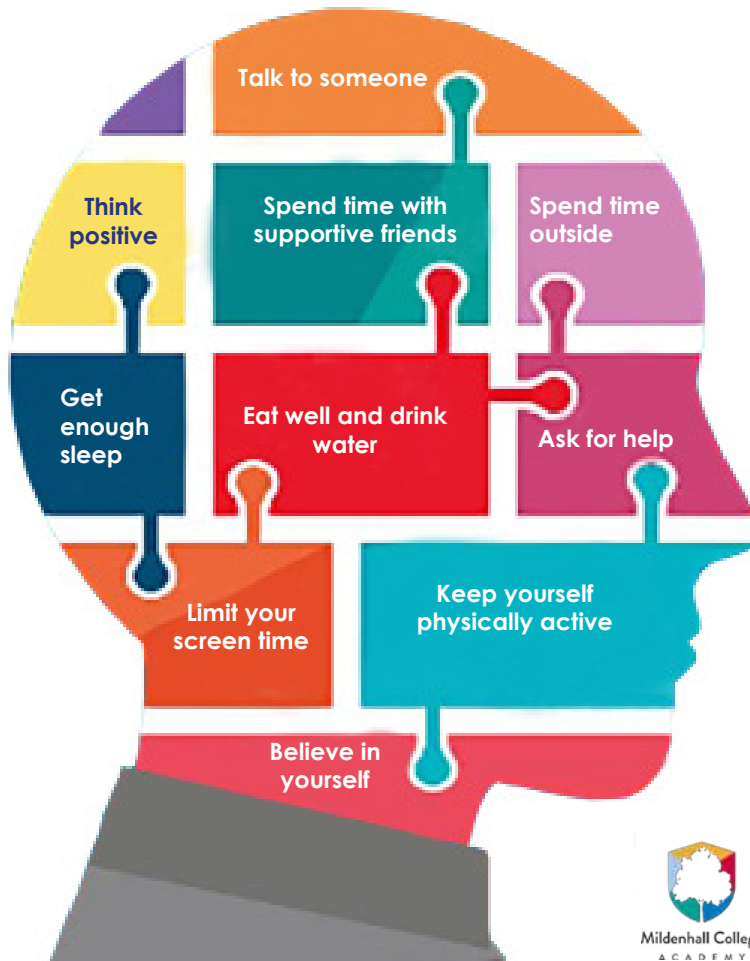 Talk to someone
Think
positive
Spend time with
supportive friends
Spend time
outside
Get
enough
sleep
Eat well and drink
water
Ask for help
Limit your
screen time
Keep yourself
physically active
Believe in
yourself
Mildenhall Colleg
ACADEMY